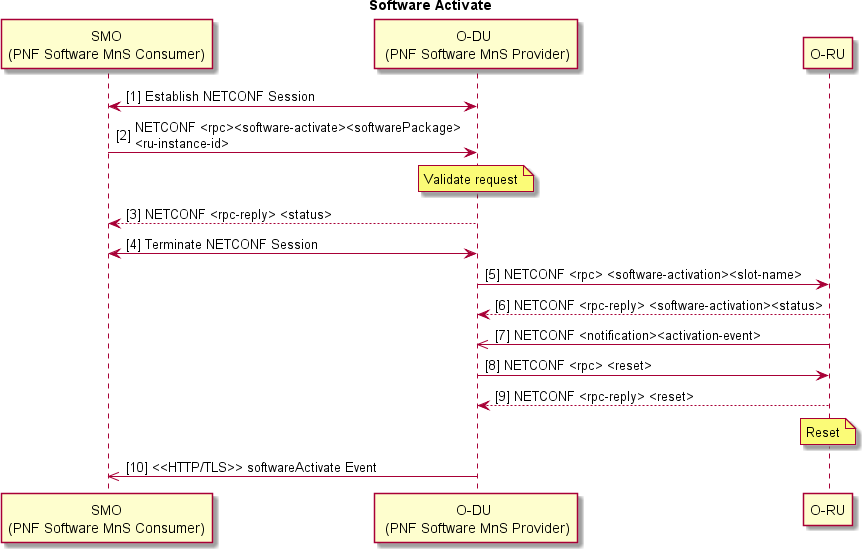 Software Activate
SMO
(PNF Software MnS Consumer)
O-DU
(PNF Software MnS Provider)
O-RU
[1] Establish NETCONF Session
[2] NETCONF <rpc><software-activate><softwarePackage>
<ru-instance-id>
Validate request
[3] NETCONF <rpc-reply> <status>
[4] Terminate NETCONF Session
[5] NETCONF <rpc> <software-activation><slot-name>
[6] NETCONF <rpc-reply> <software-activation><status>
[7] NETCONF <notification><activation-event>
[8] NETCONF <rpc> <reset>
[9] NETCONF <rpc-reply> <reset>
Reset
[10] <<HTTP/TLS>> softwareActivate Event
SMO
(PNF Software MnS Consumer)
O-DU
(PNF Software MnS Provider)
O-RU